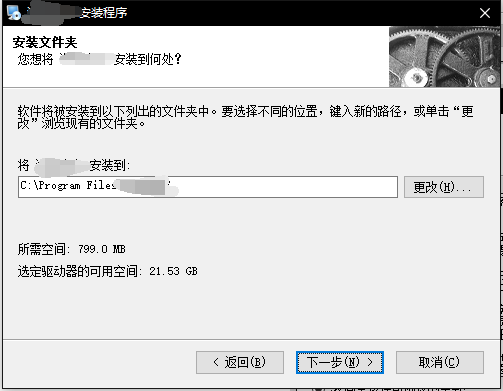 安装程序
安装文件夹
您想将 安装到何处?
软件将被安装到以下列出的文件夹中。要选择不同的位置，键入新的路径，或单击“更
改”浏览现有的文件夹。
将 安装到:
C:\Program Files
更改(H)...
所需空间: 799.0 MB
选定驱动器的可用空间: 21.53 GB
< 返回(B)
下一步(N) >
取消(C)